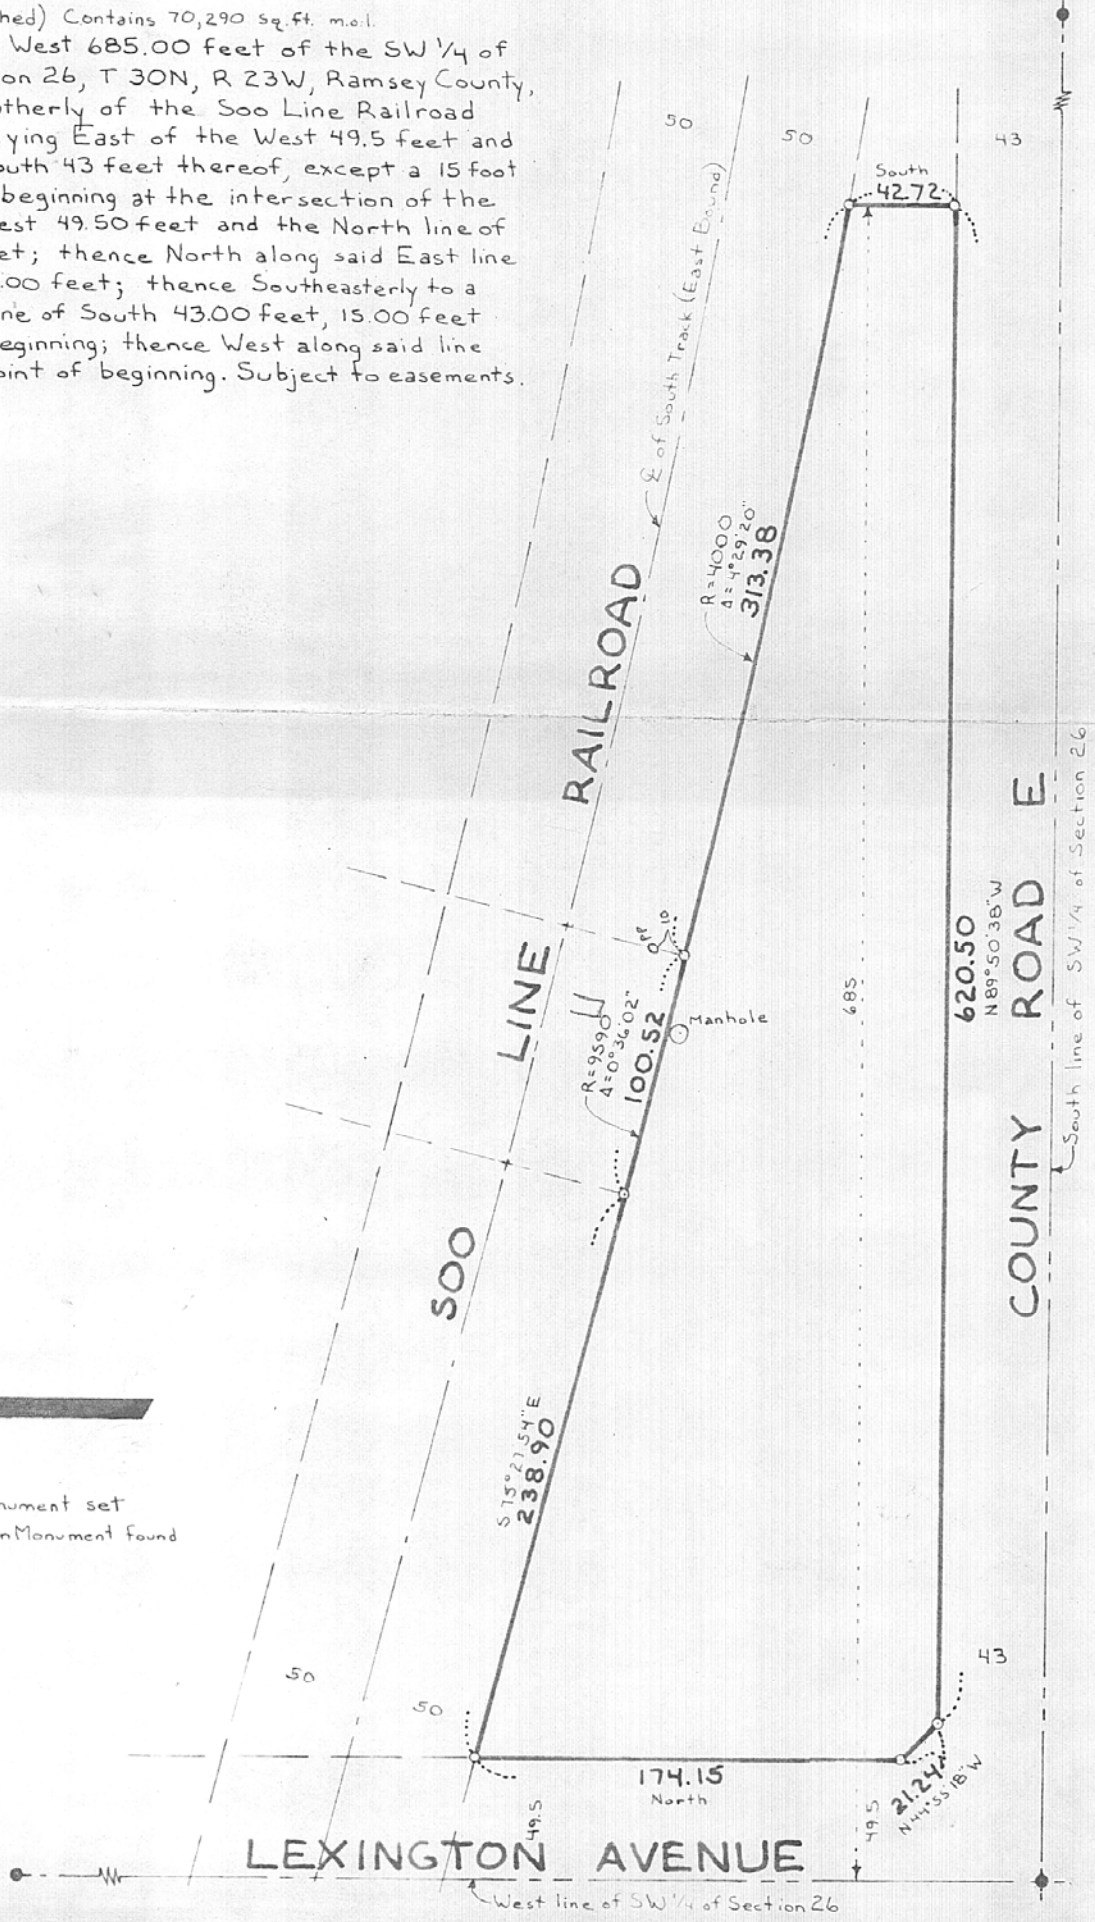 hed) Contains 70,290 Sq.ft. m.o.l.
West 685.00 feet of the SW 1/4 of
on 26, T 30N, R 23W, Ramsey County,
therly of the Soo Line Railroad
ying East of the West 49.5 feet and
outh 43 feet thereof, except a 15 foot
beginning at the intersection of the
est 49.50 feet and the North line of
et; thence North along said East line
.00 feet; thence Southeasterly to a
ne of South 43.00 feet, 15.00 feet
eginning; thence West along said line
oint of beginning. Subject to easements.
50
50
43
South
42.72
℄ of South Track (East Bound)
R=4000
Δ=4°29'20"
313.38
SOO LINE RAILROAD
PP
10
R=9590
Δ=0°36'02"
100.52
Manhole
685
620.50
N 89°50'38" W
COUNTY ROAD E
South line of SW 1/4 of Section 26
S 75°27'54" E
238.90
nument set
n Monument found
50
50
43
174.15
North
21.24
N 44°55'18" W
49.5
49.5
LEXINGTON AVENUE
West line of SW 1/4 of Section 26